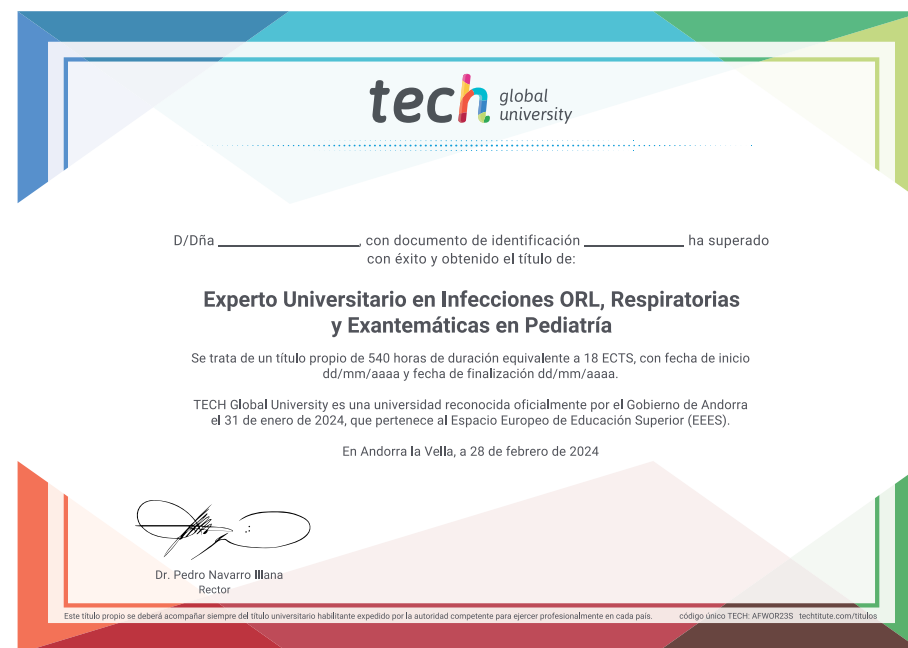 tech global university
D/Dña ____________________, con documento de identificación ______________ ha superado
con éxito y obtenido el título de:
Experto Universitario en Infecciones ORL, Respiratorias
y Exantemáticas en Pediatría
Se trata de un título propio de 540 horas de duración equivalente a 18 ECTS, con fecha de inicio
dd/mm/aaaa y fecha de finalización dd/mm/aaaa.
TECH Global University es una universidad reconocida oficialmente por el Gobierno de Andorra
el 31 de enero de 2024, que pertenece al Espacio Europeo de Educación Superior (EEES).
En Andorra la Vella, a 28 de febrero de 2024
Dr. Pedro Navarro Illana
Rector
Este título propio se deberá acompañar siempre del título universitario habilitante expedido por la autoridad competente para ejercer profesionalmente en cada país. código único TECH: AFWOR23S techtitute.com/titulos